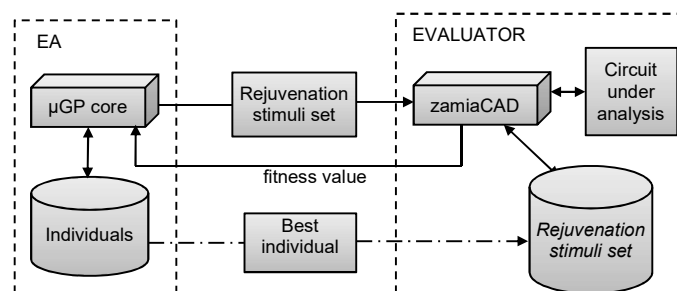 EA
EVALUATOR
µGP core
Rejuvenation
stimuli set
zamiaCAD
Circuit
under
analysis
fitness value
Individuals
Best
individual
Rejuvenation
stimuli set